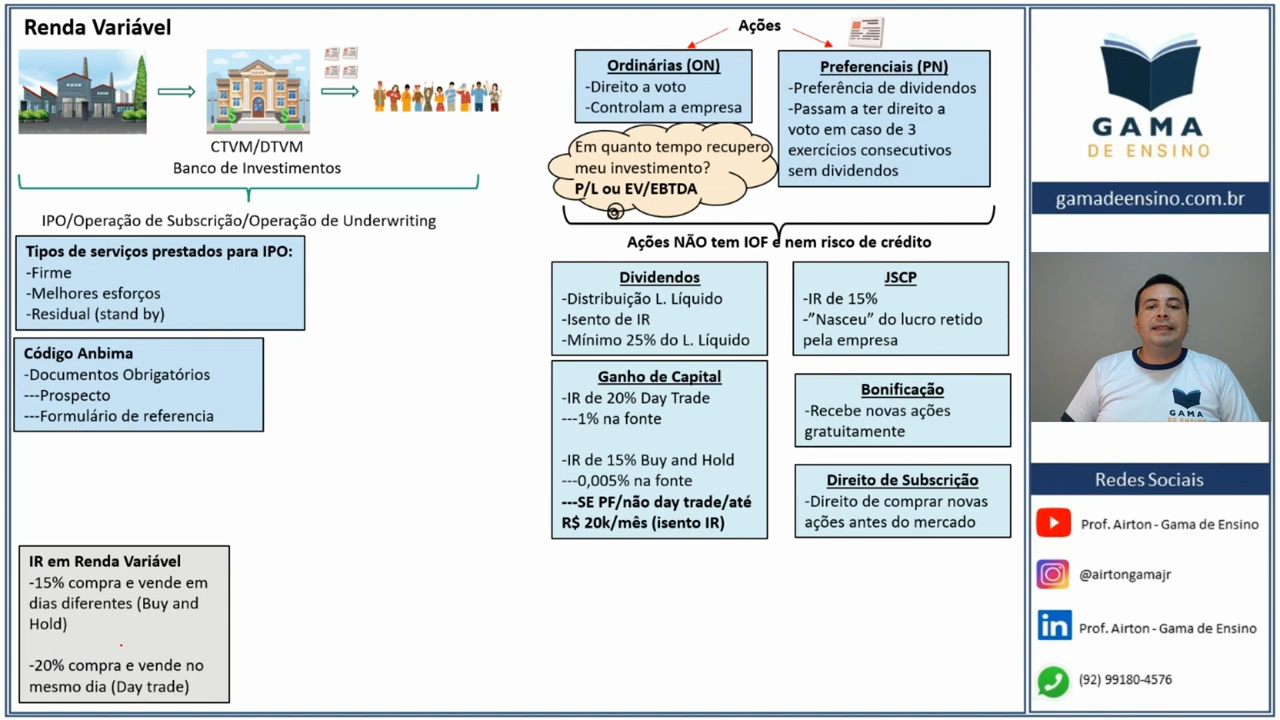 Renda Variável
CTVM/DTVM
Banco de Investimentos
IPO/Operação de Subscrição/Operação de Underwriting
Tipos de serviços prestados para IPO:
-Firme
-Melhores esforços
-Residual (stand by)
Código Anbima
-Documentos Obrigatórios
---Prospecto
---Formulário de referencia
IR em Renda Variável
-15% compra e vende em
dias diferentes (Buy and
Hold)
-20% compra e vende no
mesmo dia (Day trade)
Ações
Ordinárias (ON)
-Direito a voto
-Controlam a empresa
Preferenciais (PN)
-Preferência de dividendos
-Passam a ter direito a
voto em caso de 3
exercícios consecutivos
sem dividendos
Em quanto tempo recupero
meu investimento?
P/L ou EV/EBTDA
Ações NÃO tem IOF e nem risco de crédito
Dividendos
-Distribuição L. Líquido
-Isento de IR
-Mínimo 25% do L. Líquido
JSCP
-IR de 15%
-”Nasceu” do lucro retido
pela empresa
Ganho de Capital
-IR de 20% Day Trade
---1% na fonte
-IR de 15% Buy and Hold
---0,005% na fonte
---SE PF/não day trade/até
R$ 20k/mês (isento IR)
Bonificação
-Recebe novas ações
gratuitamente
Direito de Subscrição
-Direito de comprar novas
ações antes do mercado
GAMA
DE ENSINO
gamadeensino.com.br
GAMA
DE ENSINO
Redes Sociais
Prof. Airton - Gama de Ensino
@airtongamajr
in
Prof. Airton - Gama de Ensino
(92) 99180-4576